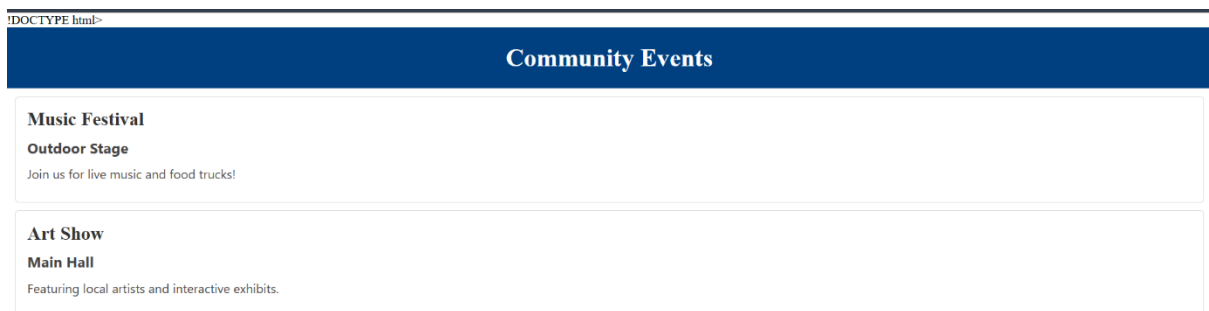 !DOCTYPE html>
Community Events
Music Festival
Outdoor Stage
Join us for live music and food trucks!
Art Show
Main Hall
Featuring local artists and interactive exhibits.